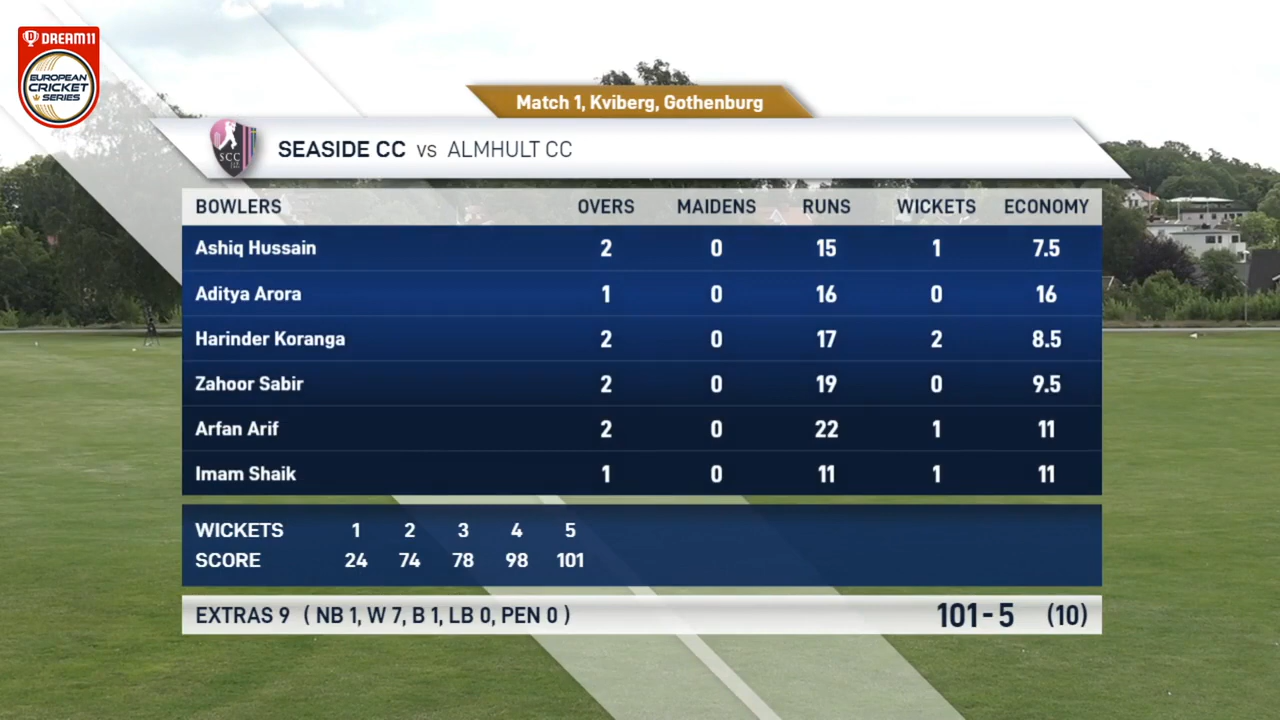 DREAM11
EUROPEAN
CRICKET
SERIES
Match 1, Kviberg, Gothenburg
SCC
SEASIDE CC vs ALMHULT CC
BOWLERS OVERS MAIDENS RUNS WICKETS ECONOMY
Ashiq Hussain 2 0 15 1 7.5
Aditya Arora 1 0 16 0 16
Harinder Koranga 2 0 17 2 8.5
Zahoor Sabir 2 0 19 0 9.5
Arfan Arif 2 0 22 1 11
Imam Shaik 1 0 11 1 11
WICKETS 1 2 3 4 5
SCORE 24 74 78 98 101
EXTRAS 9 ( NB 1, W 7, B 1, LB 0, PEN 0 ) 101-5 (10)